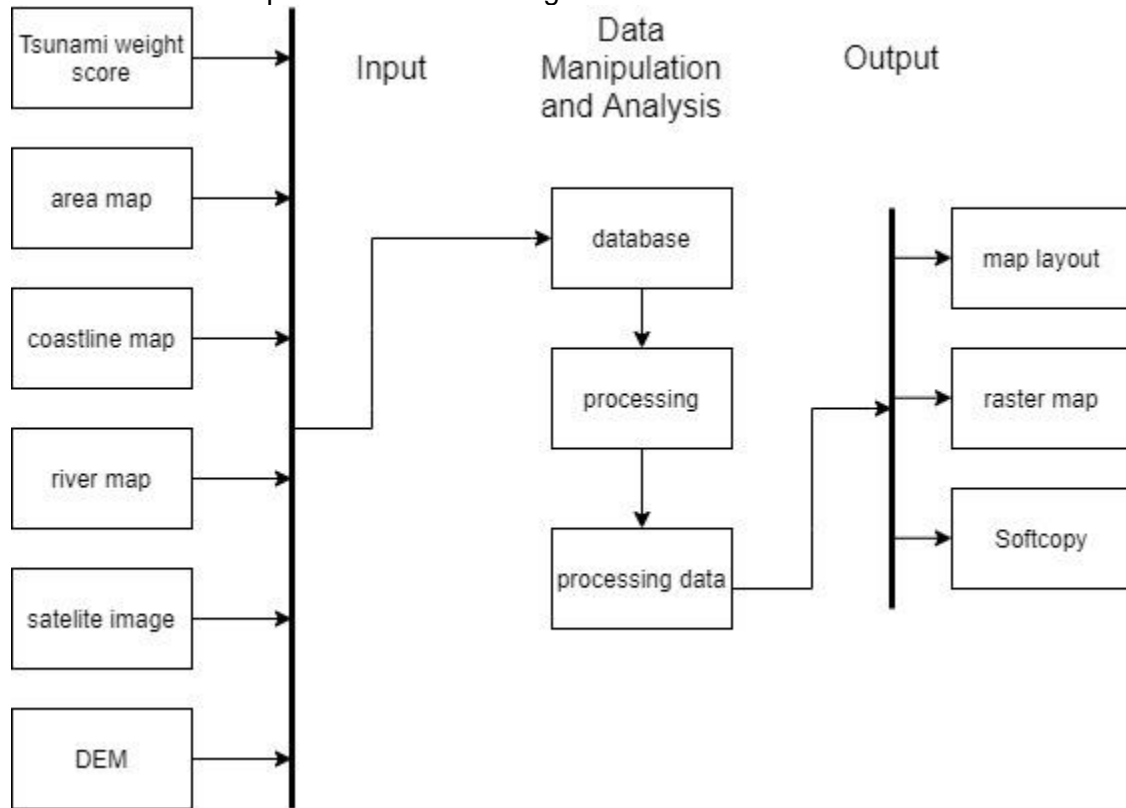 Tsunami weight
score
area map
coastline map
river map
satelite image
DEM
Input
Data
Manipulation
and Analysis
database
processing
processing data
Output
map layout
raster map
Softcopy